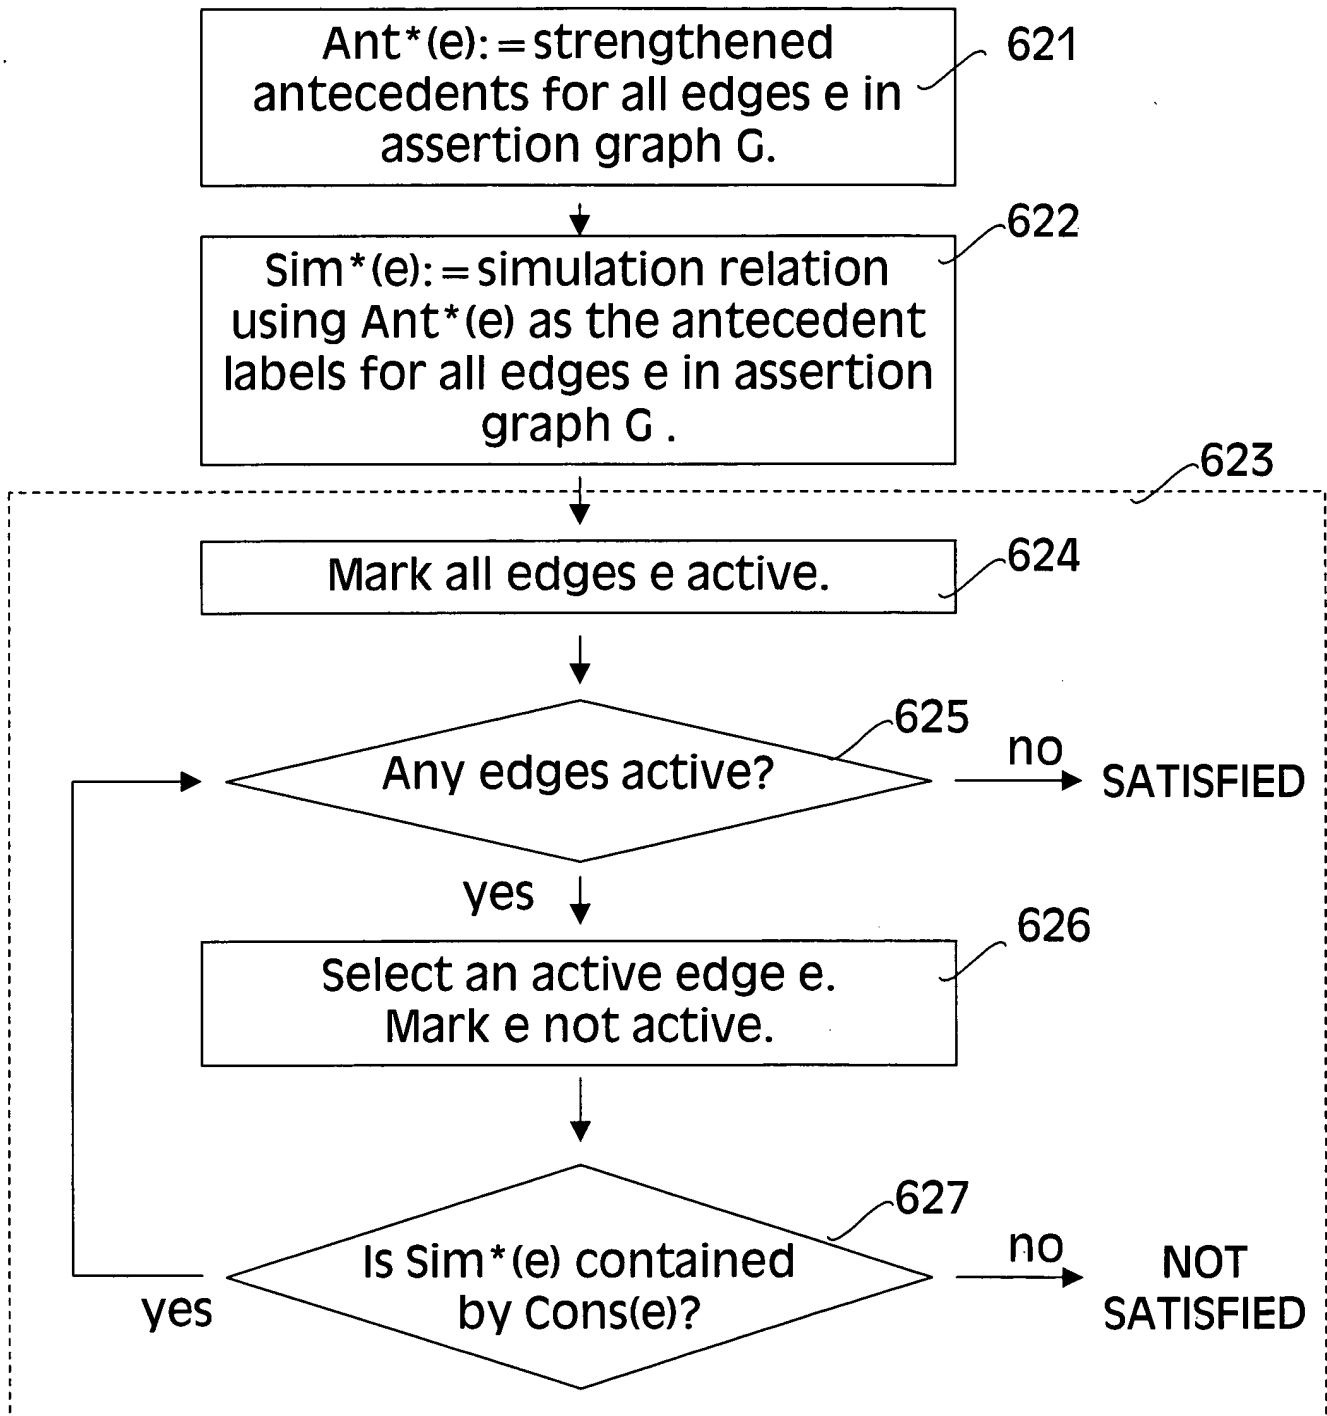 Ant*(e):=strengthened
antecedents for all edges e in
assertion graph G.
621
622
Sim*(e):=simulation relation
using Ant*(e) as the antecedent
labels for all edges e in assertion
graph G .
623
Mark all edges e active.
624
625
Any edges active?
no
SATISFIED
yes
626
Select an active edge e.
Mark e not active.
627
Is Sim*(e) contained
by Cons(e)?
no
NOT
SATISFIED
yes